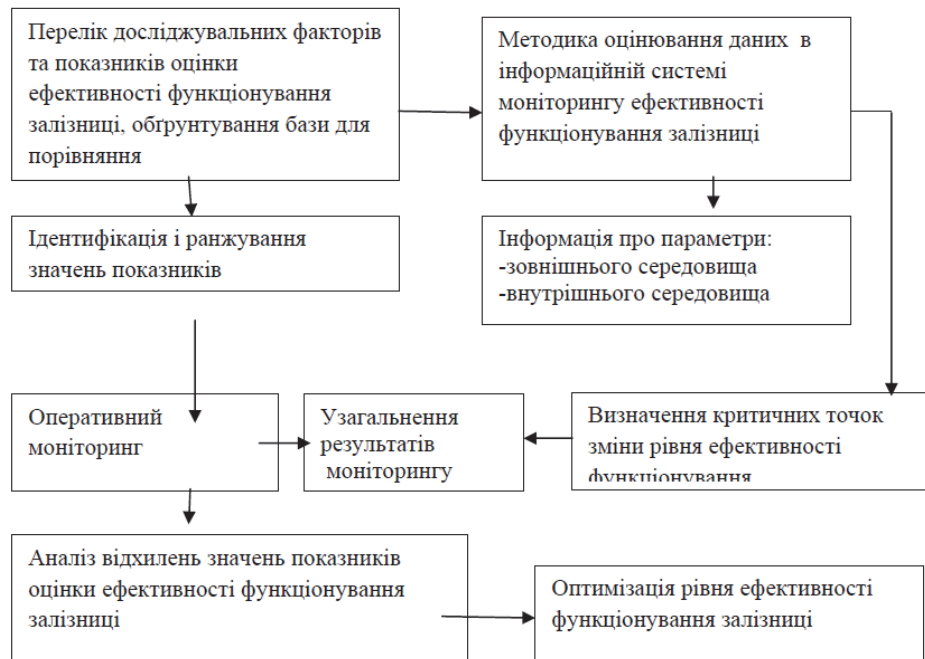 Перелік досліджувальних факторів
та показників оцінки
ефективності функціонування
залізниці, обґрунтування бази для
порівняння
Методика оцінювання даних в
інформаційній системі
моніторингу ефективності
функціонування залізниці
Ідентифікація і ранжування
значень показників
Інформація про параметри:
-зовнішнього середовища
-внутрішнього середовища
Оперативний
моніторинг
Узагальнення
результатів
моніторингу
Визначення критичних точок
зміни рівня ефективності
функціонування
Аналіз відхилень значень показників
оцінки ефективності функціонування
залізниці
Оптимізація рівня ефективності
функціонування залізниці